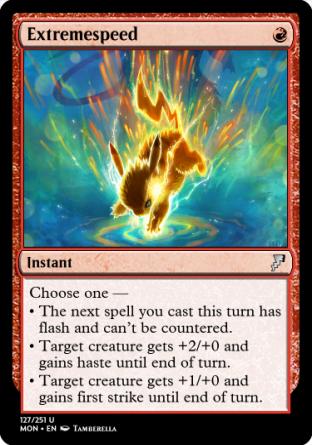 Extremespeed
Instant
Choose one —
• The next spell you cast this turn has
flash and can't be countered.
• Target creature gets +2/+0 and
gains haste until end of turn.
• Target creature gets +1/+0 and
gains first strike until end of turn.
127/251 U
MON • EN Tamberella